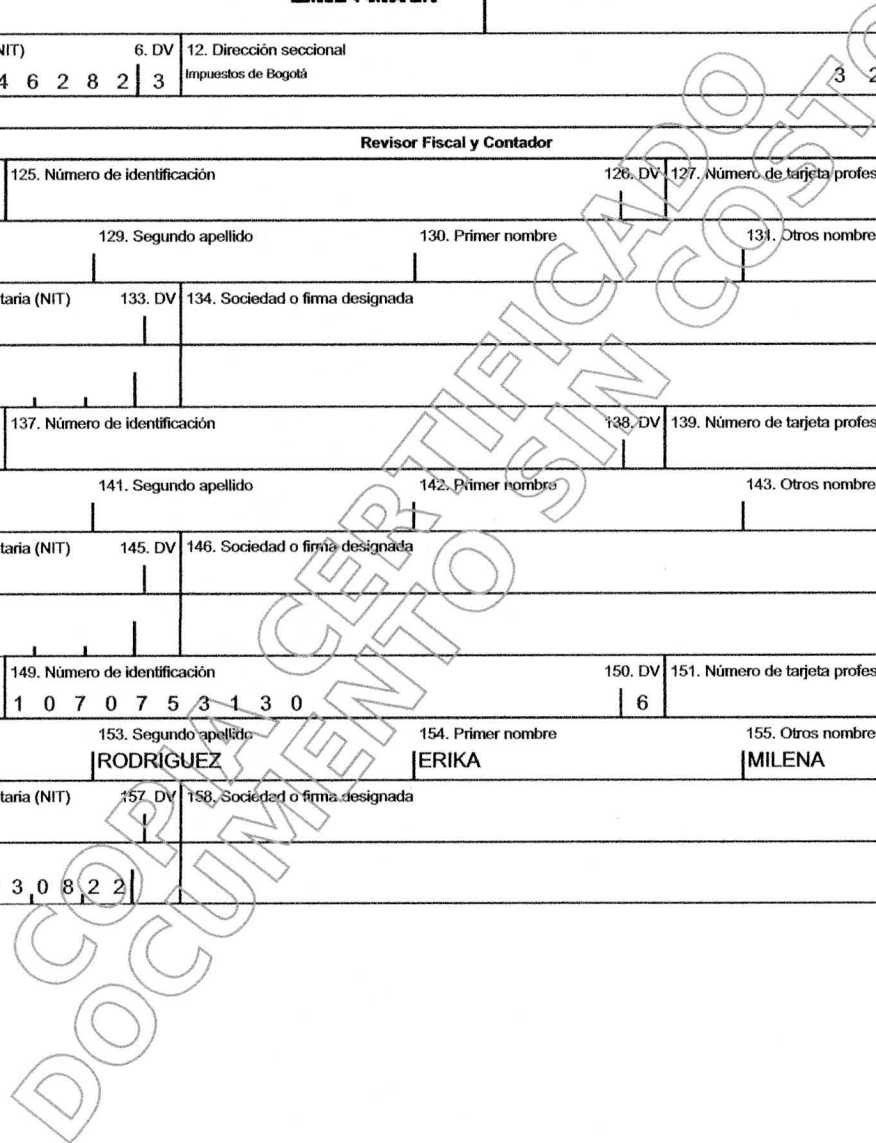 NIT) 6. DV 12. Dirección seccional
4 6 2 8 2 3 Impuestos de Bogotá 3 2
Revisor Fiscal y Contador
125. Número de identificación 126. DV 127. Número de tarjeta profes
129. Segundo apellido 130. Primer nombre 131. Otros nombre
taria (NIT) 133. DV 134. Sociedad o firma designada
137. Número de identificación 138. DV 139. Número de tarjeta profes
141. Segundo apellido 142. Primer nombre 143. Otros nombre
taria (NIT) 145. DV 146. Sociedad o firma designada
149. Número de identificación 150. DV 151. Número de tarjeta profes
1 0 7 0 7 5 3 1 3 0 6
153. Segundo apellido 154. Primer nombre 155. Otros nombre
RODRIGUEZ ERIKA MILENA
taria (NIT) 157. DV 158. Sociedad o firma designada
3 0 8 2 2
COPIA CERTIFICADO
DOCUMENTO SIN COSTO